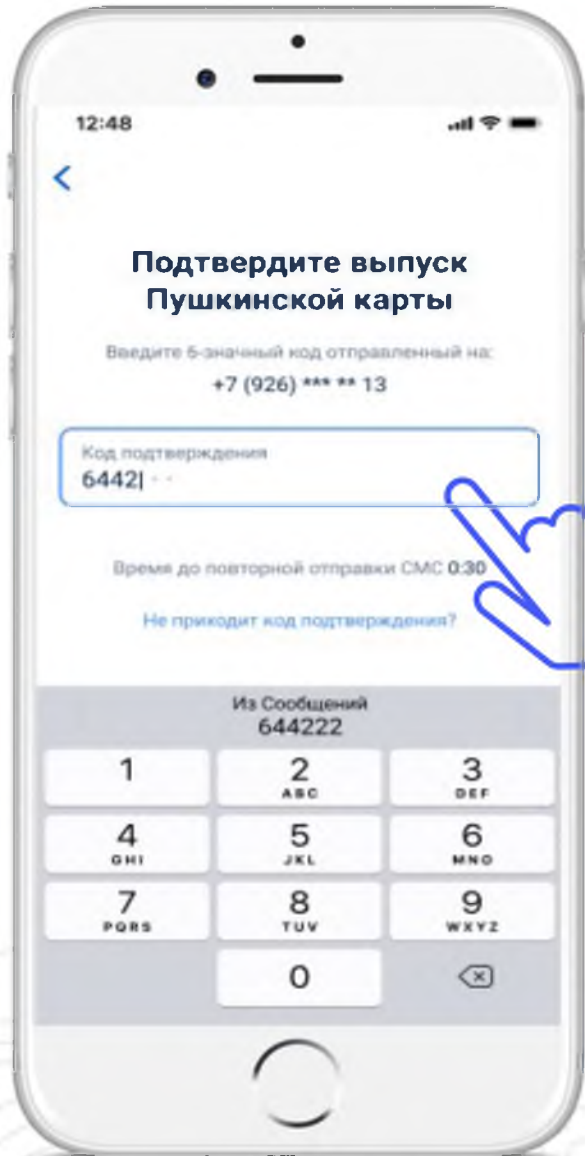 12:48
Подтвердите выпуск
Пушкинской карты
Введите 6-значный код отправленный на:
+7 (926) *** ** 13
Код подтверждения
6442
Время до повторной отправки СМС 0:30
Не приходит код подтверждения?
Из Сообщений
644222
1 2 3
ABC DEF
4 5 6
GHI JKL MNO
7 8 9
PQRS TUV WXYZ
0